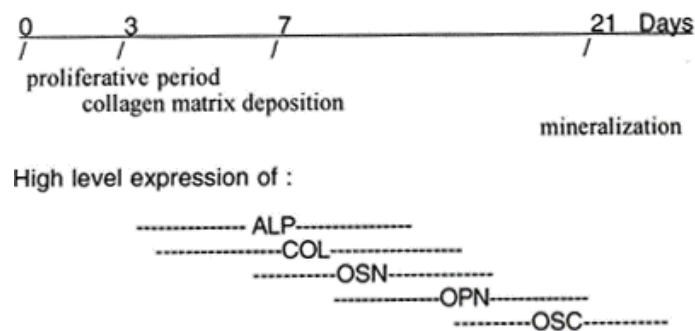 0 3 7 21 Days
/ / / /
proliferative period
collagen matrix deposition
mineralization
High level expression of :
---------------- ALP-----------------
------------------COL-------------------
------------OSN---------------
---------------OPN--------------
-----------OSC------------